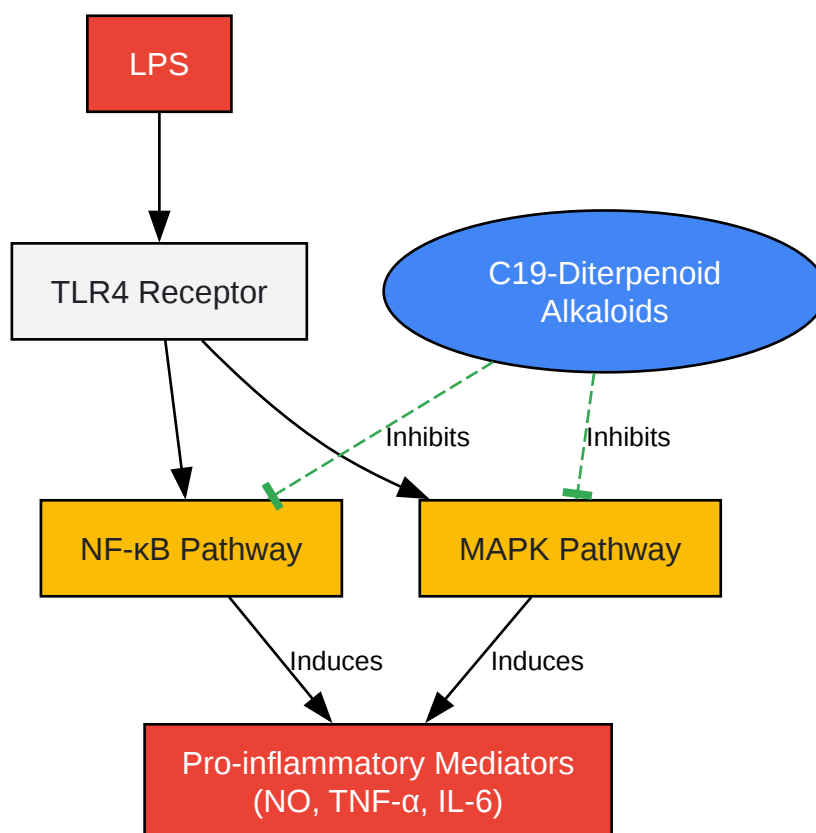 LPS
TLR4 Receptor
C19-Diterpenoid
Alkaloids
Inhibits
Inhibits
NF-κB Pathway
MAPK Pathway
Induces
Induces
Pro-inflammatory Mediators
(NO, TNF-α, IL-6)